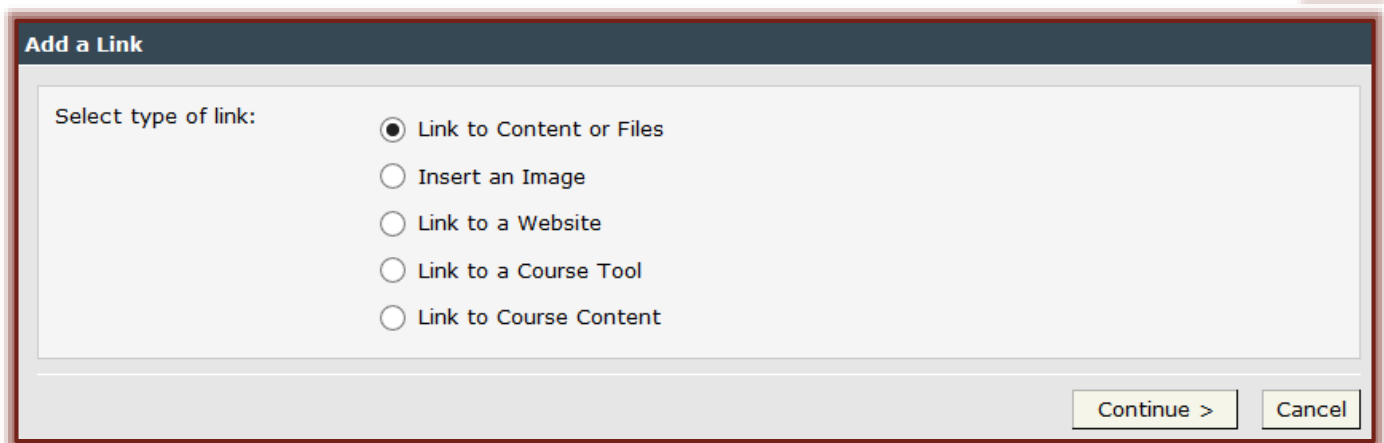 Add a Link
Select type of link:
Link to Content or Files
Insert an Image
Link to a Website
Link to a Course Tool
Link to Course Content
Continue >
Cancel